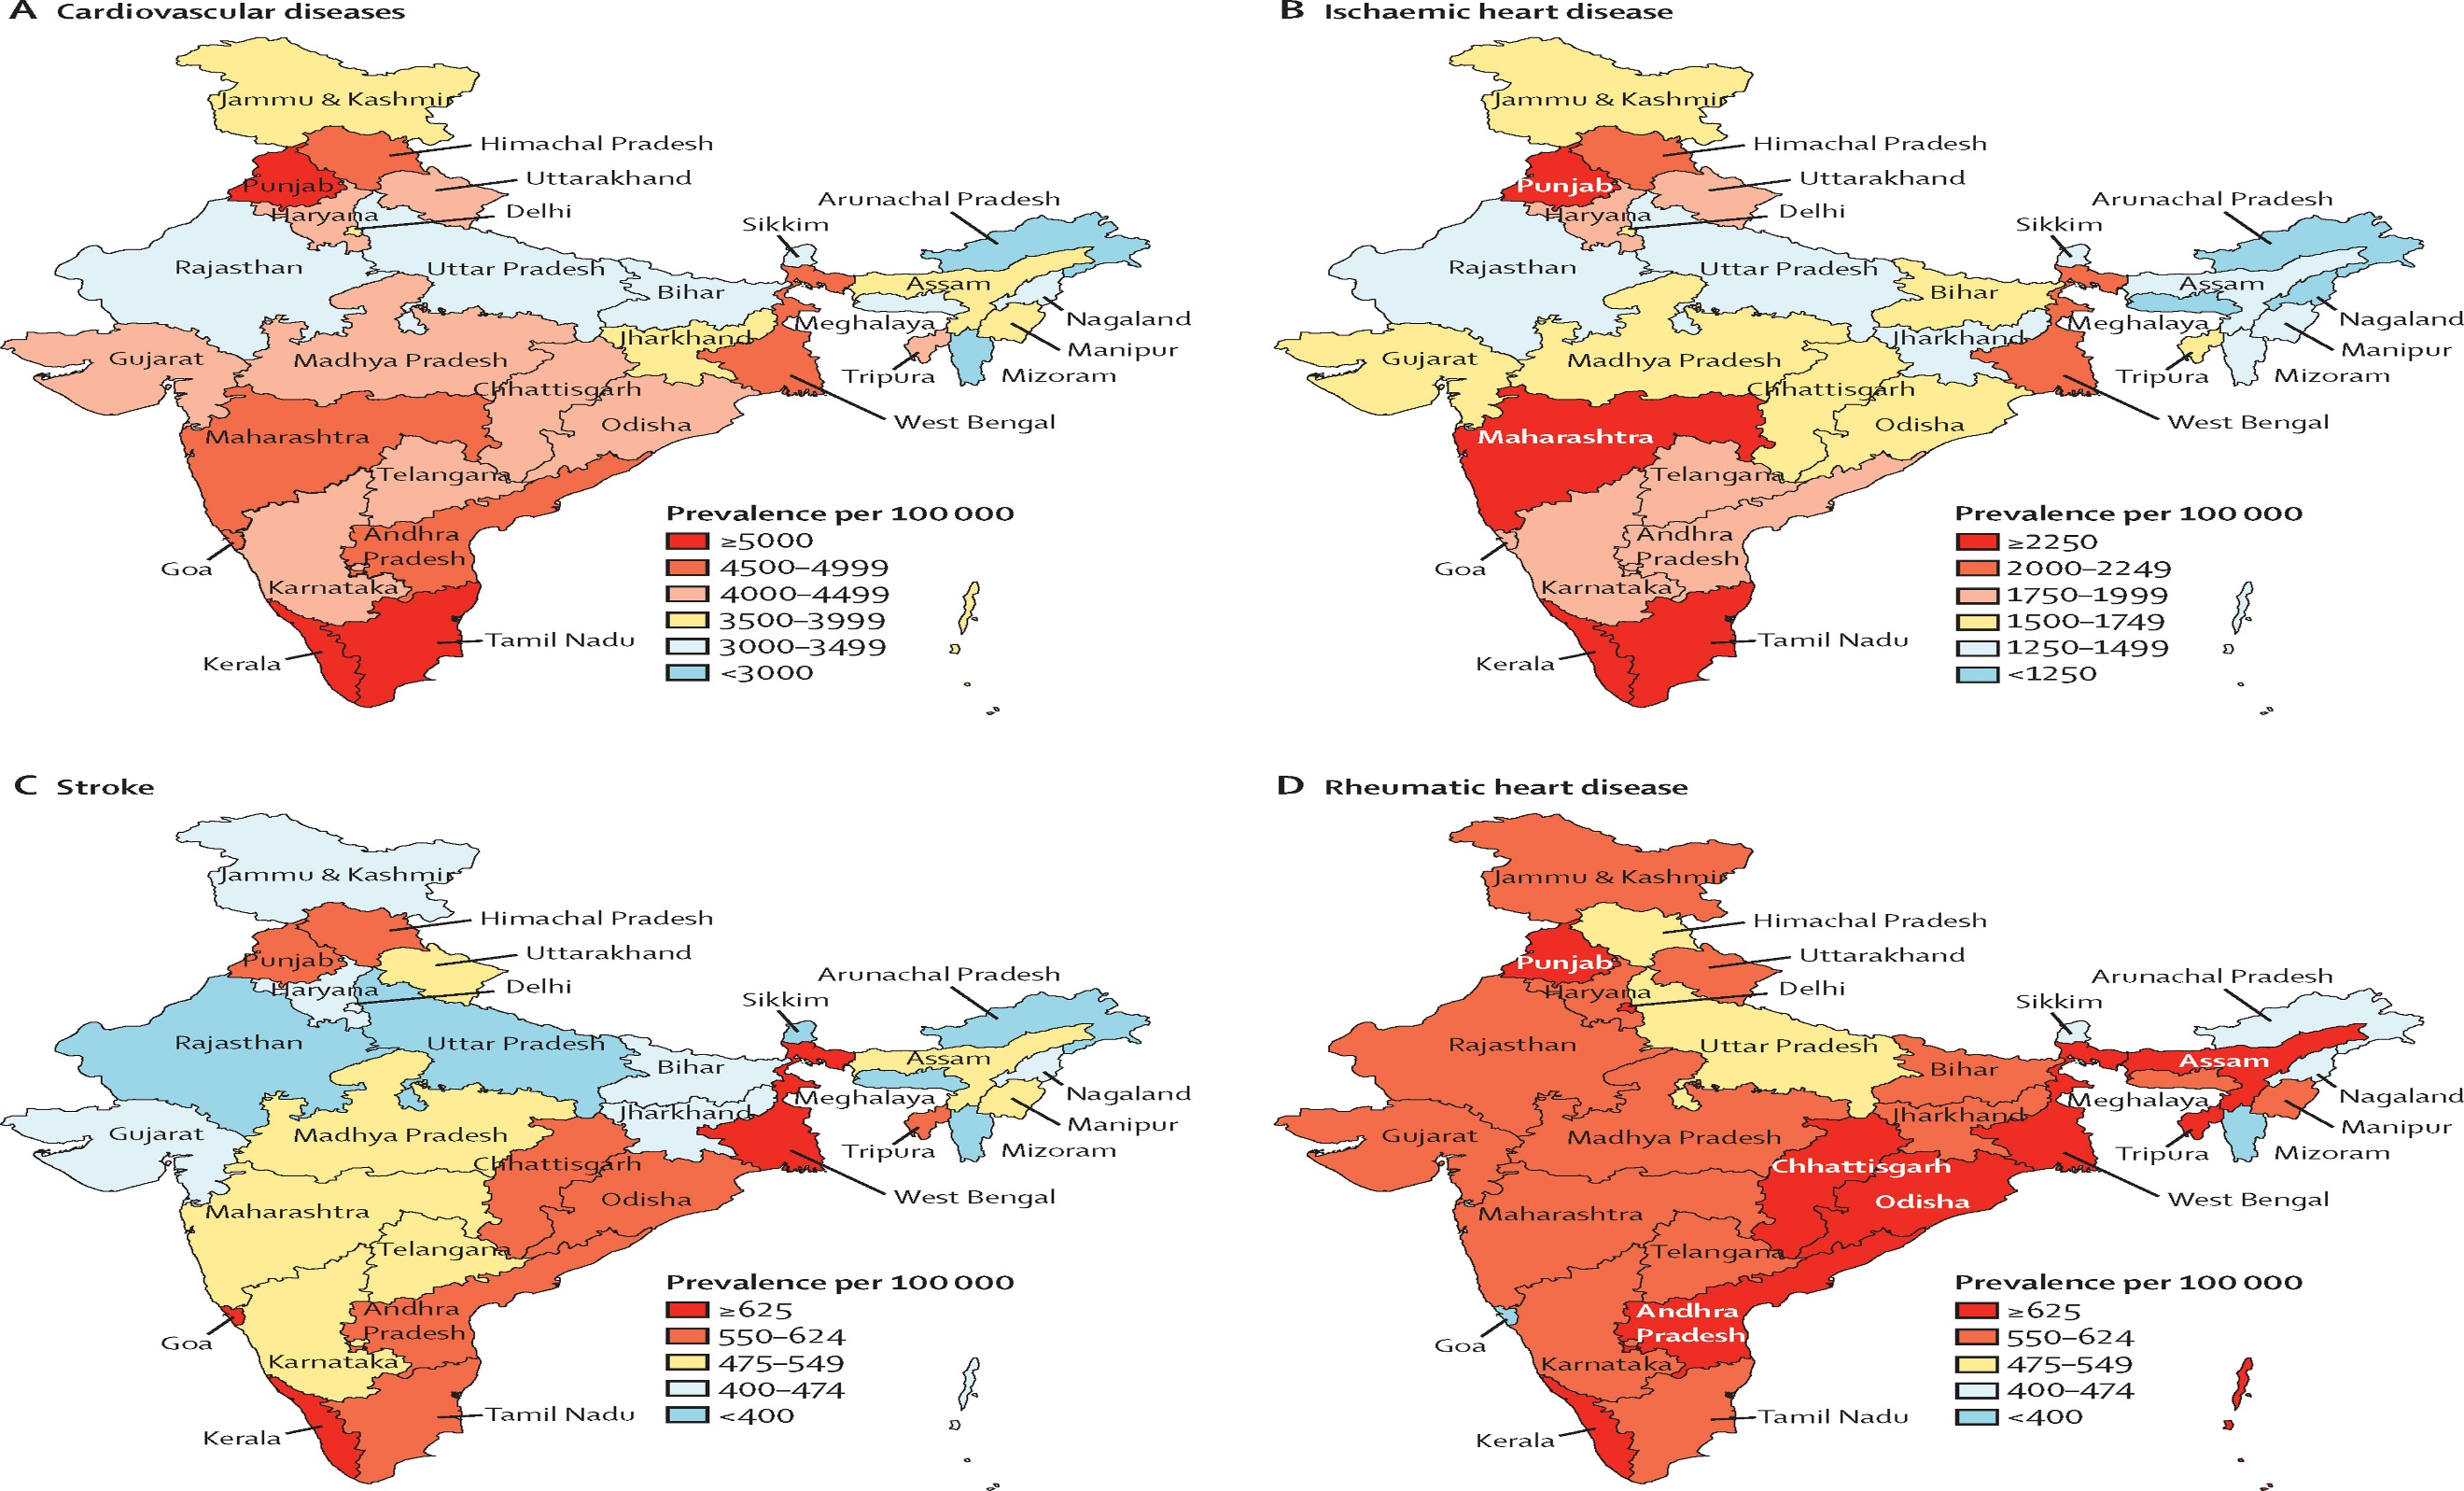 A Cardiovascular diseases
Jammu & Kashmir
Himachal Pradesh
Punjab
Uttarakhand
Haryana
Delhi
Arunachal Pradesh
Sikkim
Rajasthan
Uttar Pradesh
Bihar
Assam
Nagaland
Meghalaya
Manipur
Jharkhand
Gujarat
Madhya Pradesh
Tripura
Mizoram
Chhattisgarh
West Bengal
Odisha
Maharashtra
Telangana
Andhra
Pradesh
Goa
Karnataka
Tamil Nadu
Kerala
Prevalence per 100 000
≥5000
4500–4999
4000–4499
3500–3999
3000–3499
<3000
B Ischaemic heart disease
Jammu & Kashmir
Himachal Pradesh
Punjab
Uttarakhand
Haryana
Delhi
Arunachal Pradesh
Sikkim
Rajasthan
Uttar Pradesh
Bihar
Assam
Nagaland
Meghalaya
Manipur
Jharkhand
Gujarat
Madhya Pradesh
Tripura
Mizoram
Chhattisgarh
West Bengal
Odisha
Maharashtra
Telangana
Andhra
Pradesh
Goa
Karnataka
Tamil Nadu
Kerala
Prevalence per 100 000
≥2250
2000–2249
1750–1999
1500–1749
1250–1499
<1250
C Stroke
Jammu & Kashmir
Himachal Pradesh
Punjab
Uttarakhand
Haryana
Delhi
Arunachal Pradesh
Sikkim
Rajasthan
Uttar Pradesh
Bihar
Assam
Nagaland
Meghalaya
Manipur
Jharkhand
Gujarat
Madhya Pradesh
Tripura
Mizoram
Chhattisgarh
West Bengal
Odisha
Maharashtra
Telangana
Andhra
Pradesh
Goa
Karnataka
Tamil Nadu
Kerala
Prevalence per 100 000
≥625
550–624
475–549
400–474
<400
D Rheumatic heart disease
Jammu & Kashmir
Himachal Pradesh
Punjab
Uttarakhand
Haryana
Delhi
Arunachal Pradesh
Sikkim
Rajasthan
Uttar Pradesh
Bihar
Assam
Nagaland
Meghalaya
Manipur
Jharkhand
Gujarat
Madhya Pradesh
Tripura
Mizoram
Chhattisgarh
West Bengal
Odisha
Maharashtra
Telangana
Andhra
Pradesh
Goa
Karnataka
Tamil Nadu
Kerala
Prevalence per 100 000
≥625
550–624
475–549
400–474
<400